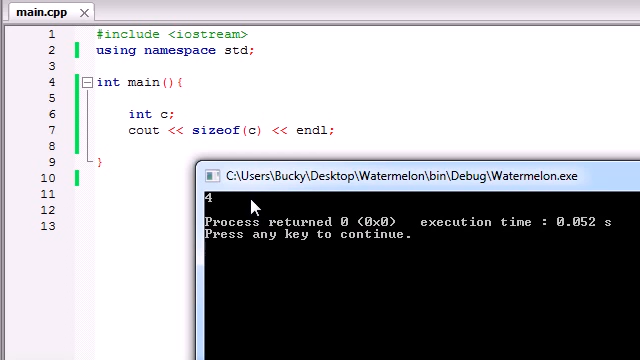 main.cpp
1 #include <iostream>
2 using namespace std;
3
4 int main(){
5
6 int c;
7 cout << sizeof(c) << endl;
8
9 }
10
11
12
13
C:\Users\Bucky\Desktop\Watermelon\bin\Debug\Watermelon.exe
4
Process returned 0 (0x0) execution time : 0.052 s
Press any key to continue.